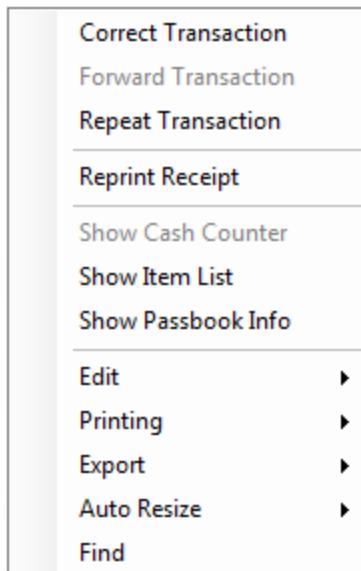 Correct Transaction
Forward Transaction
Repeat Transaction
Reprint Receipt
Show Cash Counter
Show Item List
Show Passbook Info
Edit
Printing
Export
Auto Resize
Find